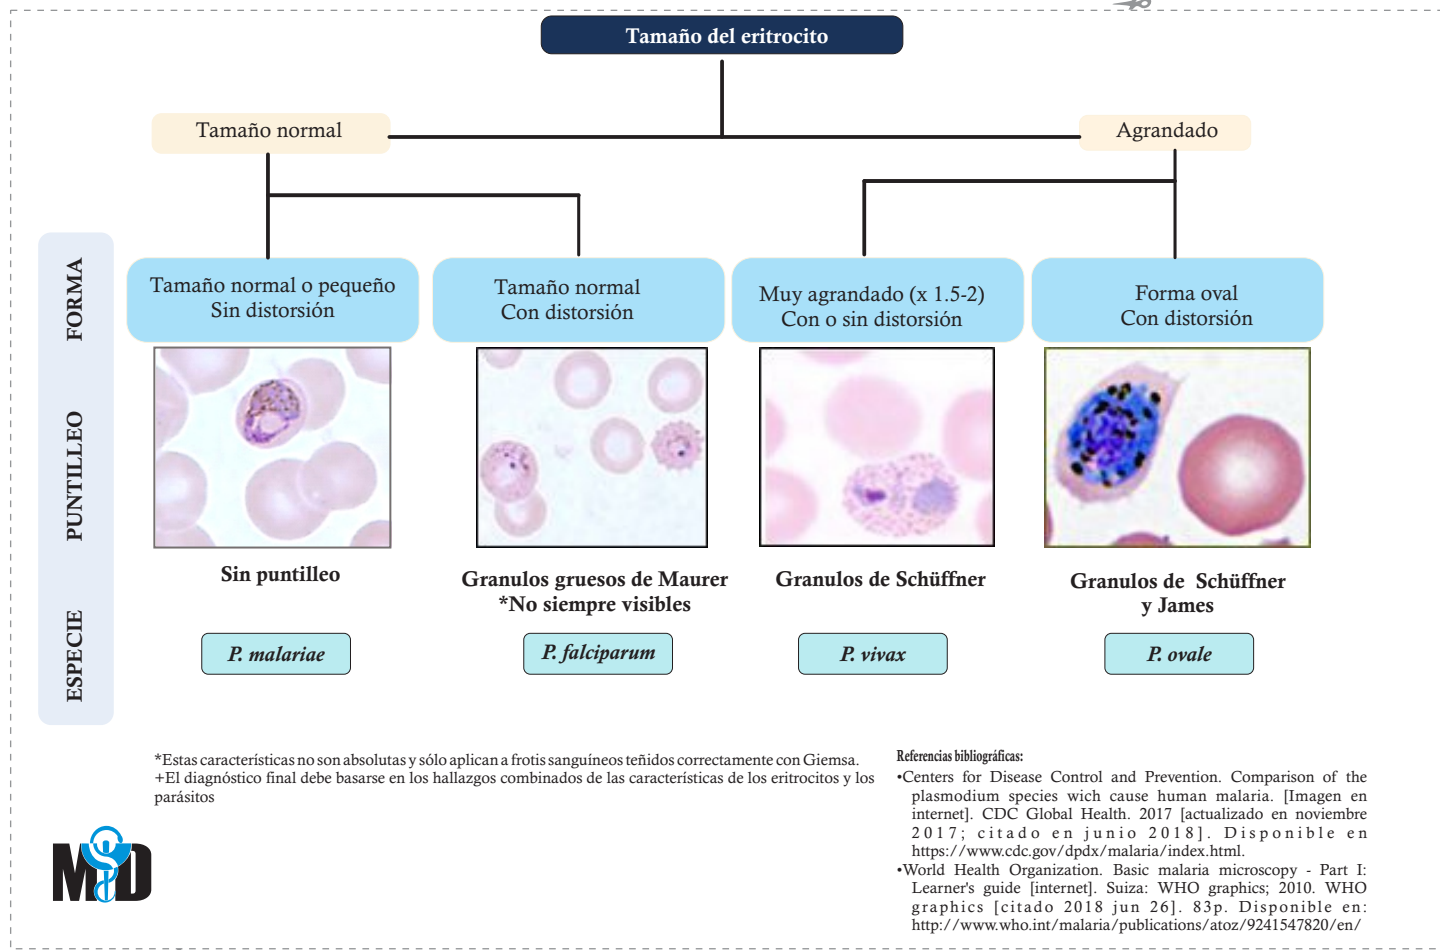 Tamaño del eritrocito
Tamaño normal
Agrandado
FORMA
PUNTILLEO
ESPECIE
Tamaño normal o pequeño
Sin distorsión
Tamaño normal
Con distorsión
Muy agrandado (x 1.5-2)
Con o sin distorsión
Forma oval
Con distorsión
Sin puntilleo
Granulos gruesos de Maurer
*No siempre visibles
Granulos de Schüffner
Granulos de Schüffner
y James
P. malariae
P. falciparum
P. vivax
P. ovale
*Estas características no son absolutas y sólo aplican a frotis sanguíneos teñidos correctamente con Giemsa.
+El diagnóstico final debe basarse en los hallazgos combinados de las características de los eritrocitos y los
parásitos
Referencias bibliográficas:
•Centers for Disease Control and Prevention. Comparison of the
plasmodium species wich cause human malaria. [Imagen en
internet]. CDC Global Health. 2017 [actualizado en noviembre
2017; citado en junio 2018]. Disponible en
https://www.cdc.gov/dpdx/malaria/index.html.
•World Health Organization. Basic malaria microscopy - Part I:
Learner's guide [internet]. Suiza: WHO graphics; 2010. WHO
graphics [citado 2018 jun 26]. 83p. Disponible en:
http://www.who.int/malaria/publications/atoz/9241547820/en/
MD